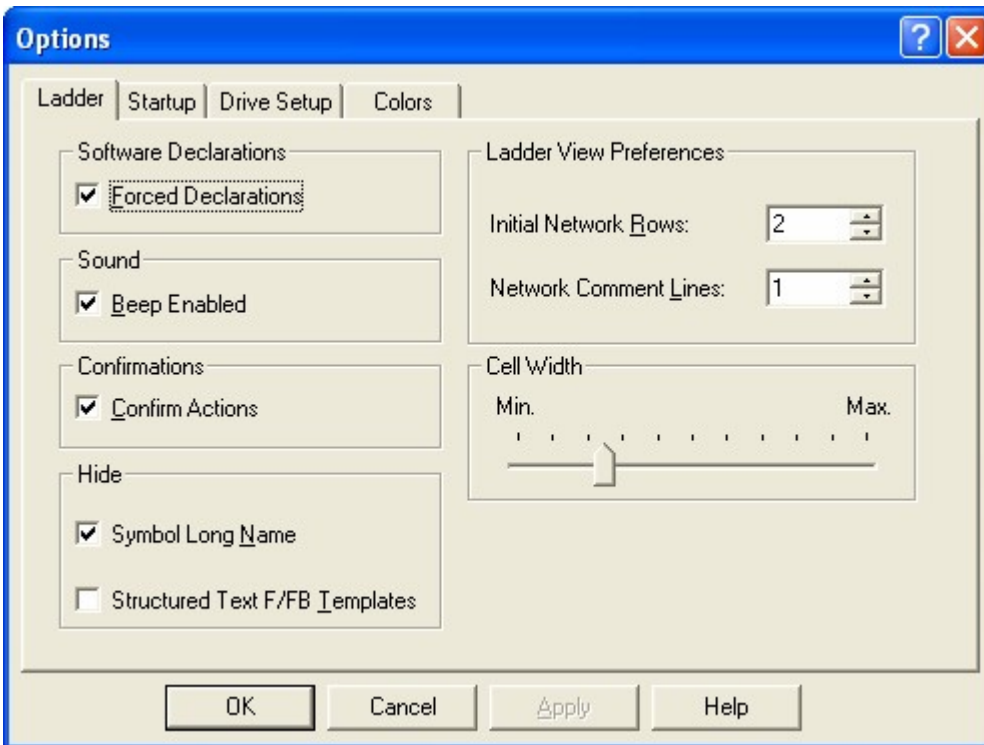 Options
Ladder
Startup
Drive Setup
Colors
Software Declarations
Forced Declarations
Sound
Beep Enabled
Confirmations
Confirm Actions
Hide
Symbol Long Name
Structured Text F/FB Templates
Ladder View Preferences
Initial Network Rows: 2
Network Comment Lines: 1
Cell Width
Min. Max.
OK
Cancel
Apply
Help